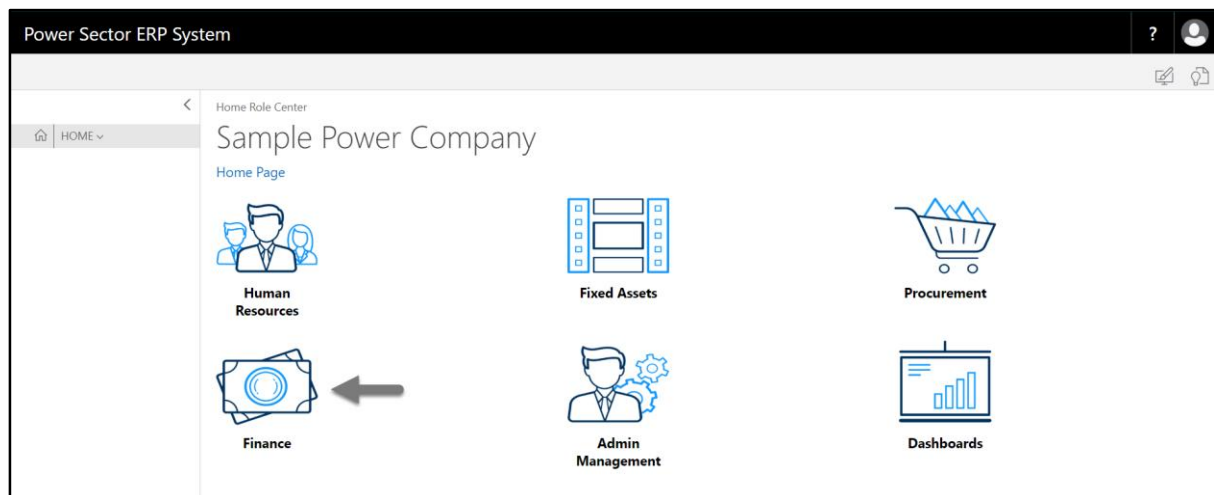 Power Sector ERP System
?
Home Role Center
HOME
Sample Power Company
Home Page
Human
Resources
Fixed Assets
Procurement
Finance
Admin
Management
Dashboards